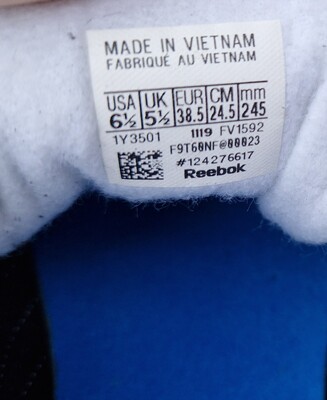 MADE IN VIETNAM
FABRIQUÉ AU VIETNAM
USA UK EUR CM mm
6½ 5½ 38.5 24.5 245
1Y3501 1119 FV1592
F9T60NF@00023
#124276617
Reebok